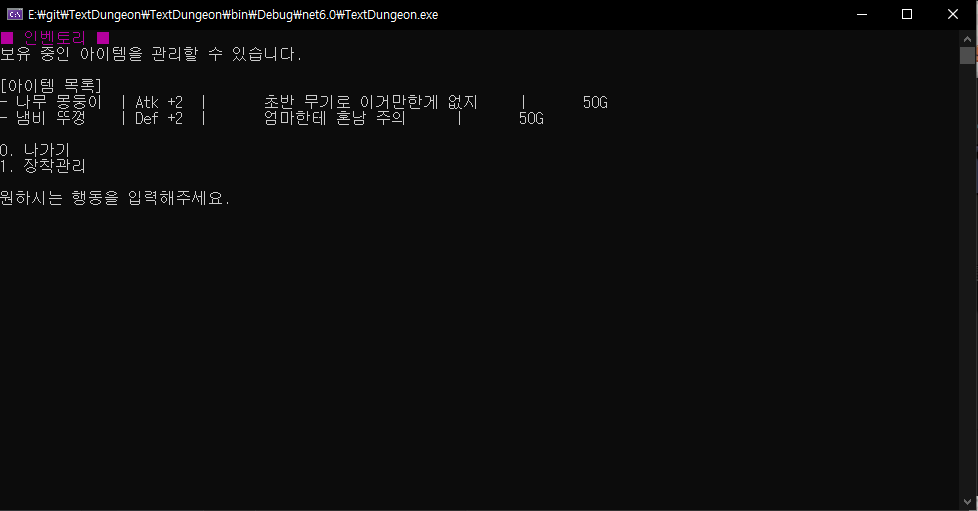 E:\git\TextDungeon\TextDungeon\bin\Debug\net6.0\TextDungeon.exe
■ 인벤토리 ■
보유 중인 아이템을 관리할 수 있습니다.
[아이템 목록]
- 나무 몽둥이 | Atk +2 | 초반 무기로 이거만한게 없지 | 50G
- 냄비 뚜껑 | Def +2 | 엄마한테 혼남 주의 | 50G
0. 나가기
1. 장착관리
원하시는 행동을 입력해주세요.